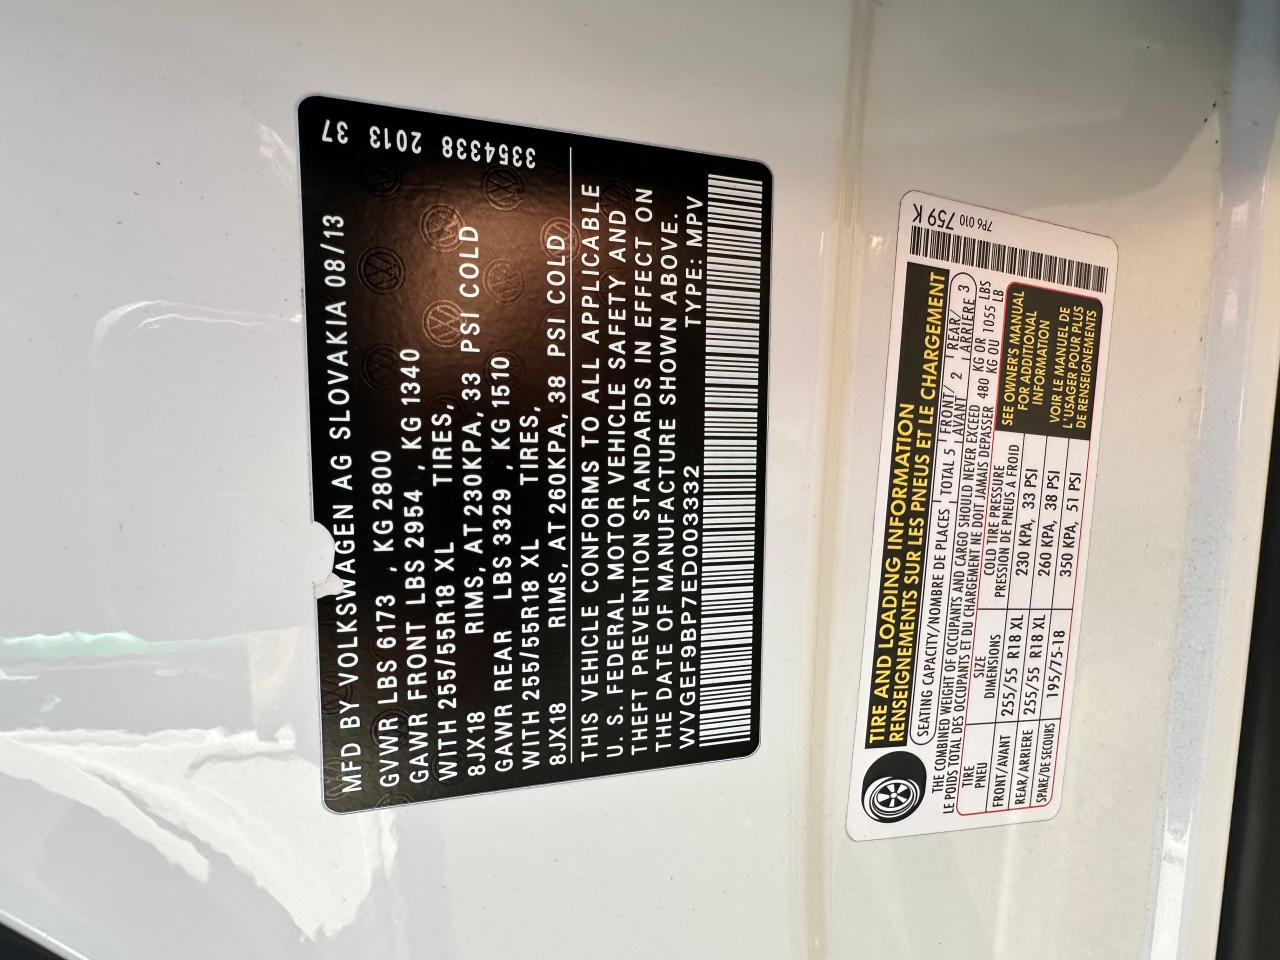 MFD BY VOLKSWAGEN AG SLOVAKIA 08/13
GVWR LBS 6173 , KG 2800
GAWR FRONT LBS 2954 , KG 1340
WITH 255/55R18 XL TIRES,
8JX18 RIMS, AT 230KPA, 33 PSI COLD
GAWR REAR LBS 3329 , KG 1510
WITH 255/55R18 XL TIRES,
8JX18 RIMS, AT 260KPA, 38 PSI COLD
THIS VEHICLE CONFORMS TO ALL APPLICABLE
U. S. FEDERAL MOTOR VEHICLE SAFETY AND
THEFT PREVENTION STANDARDS IN EFFECT ON
THE DATE OF MANUFACTURE SHOWN ABOVE.
WVGEF9BP7ED003332 TYPE: MPV
37 2013 3354338
TIRE AND LOADING INFORMATION
RENSEIGNEMENTS SUR LES PNEUS ET LE CHARGEMENT
SEATING CAPACITY/NOMBRE DE PLACES TOTAL 5 FRONT/AVANT 2 REAR/ARRIERE 3
THE COMBINED WEIGHT OF OCCUPANTS AND CARGO SHOULD NEVER EXCEED 480 KG OR 1055 LBS
LE POIDS TOTAL DES OCCUPANTS ET DU CHARGEMENT NE DOIT JAMAIS DEPASSER KG OU 1055 LB
TIRE SIZE COLD TIRE PRESSURE
PNEU DIMENSIONS PRESSION DE PNEUS A FROID
FRONT/AVANT 255/55 R18 XL 230 KPA, 33 PSI
REAR/ARRIERE 255/55 R18 XL 260 KPA, 38 PSI
SPARE/DE SECOURS 195/75-18 350 KPA, 51 PSI
SEE OWNER'S MANUAL
FOR ADDITIONAL
INFORMATION
VOIR LE MANUEL DE
L'USAGER POUR PLUS
DE RENSEIGNEMENTS
7P6 010 759 K